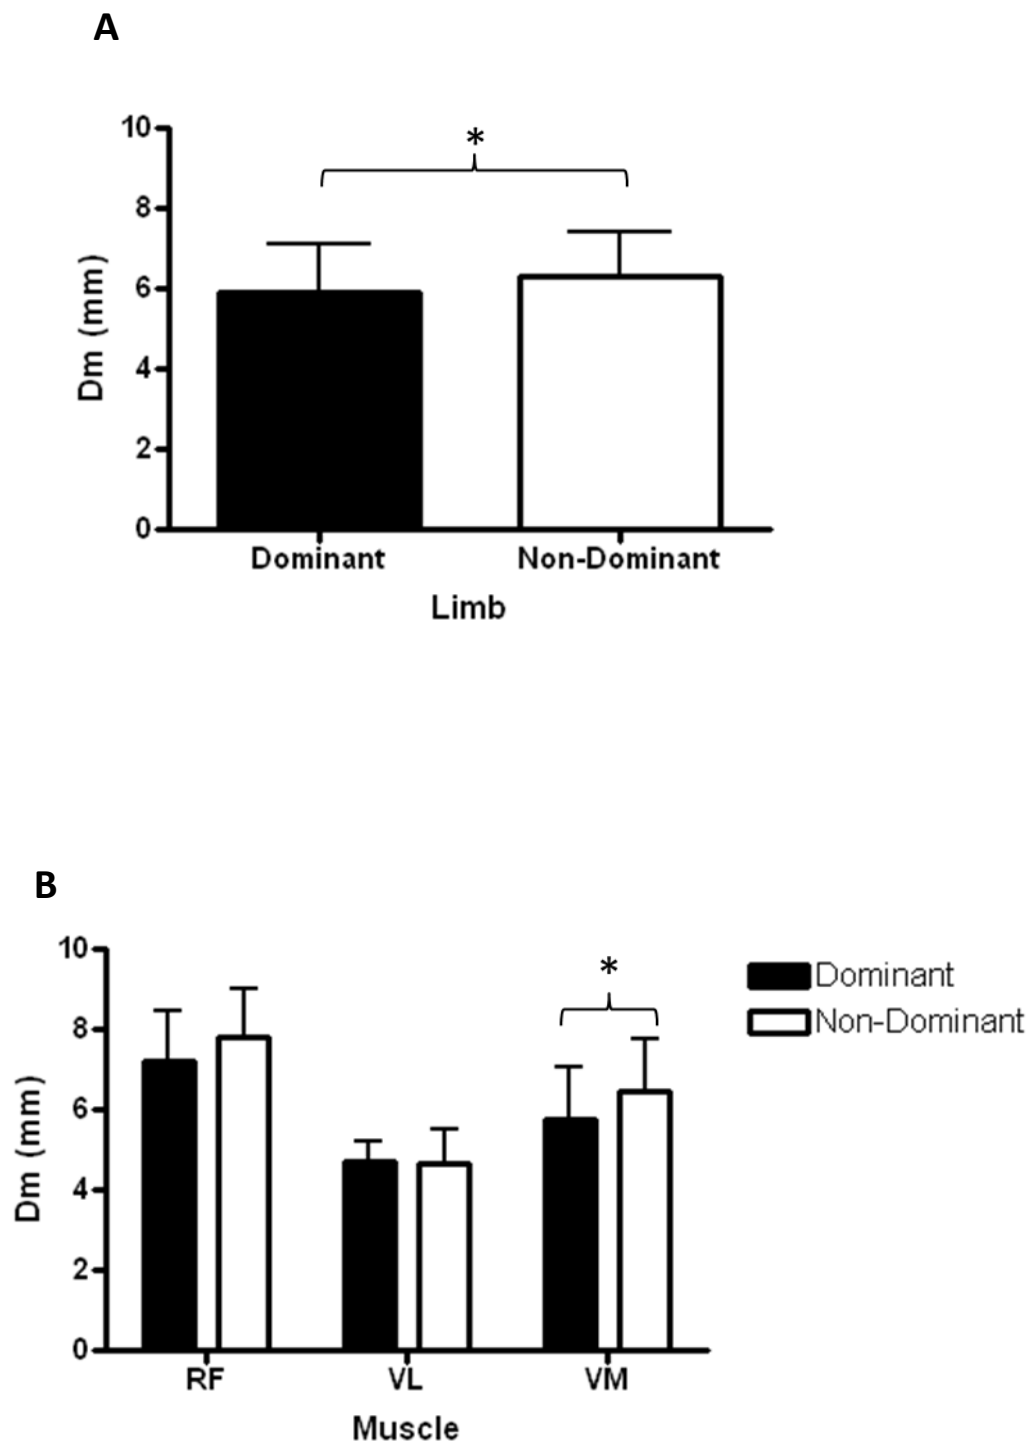 A
*
10
8
6
4
2
0
Dm (mm)
Dominant Non-Dominant
Limb
B
10
8
6
4
2
0
Dm (mm)
*
Dominant
Non-Dominant
RF VL VM
Muscle